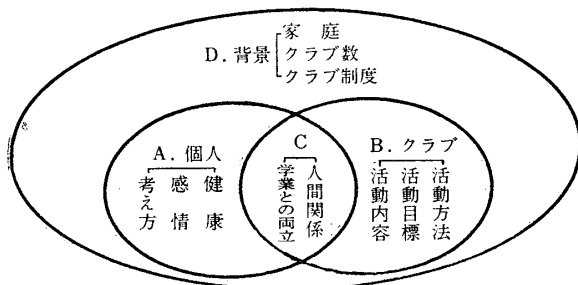 D.背景
家庭
クラブ数
クラブ制度
A.個人
健康
感情
考え方
C
人間関係
学業との両立
B.クラブ
活動方法
活動目標
活動内容